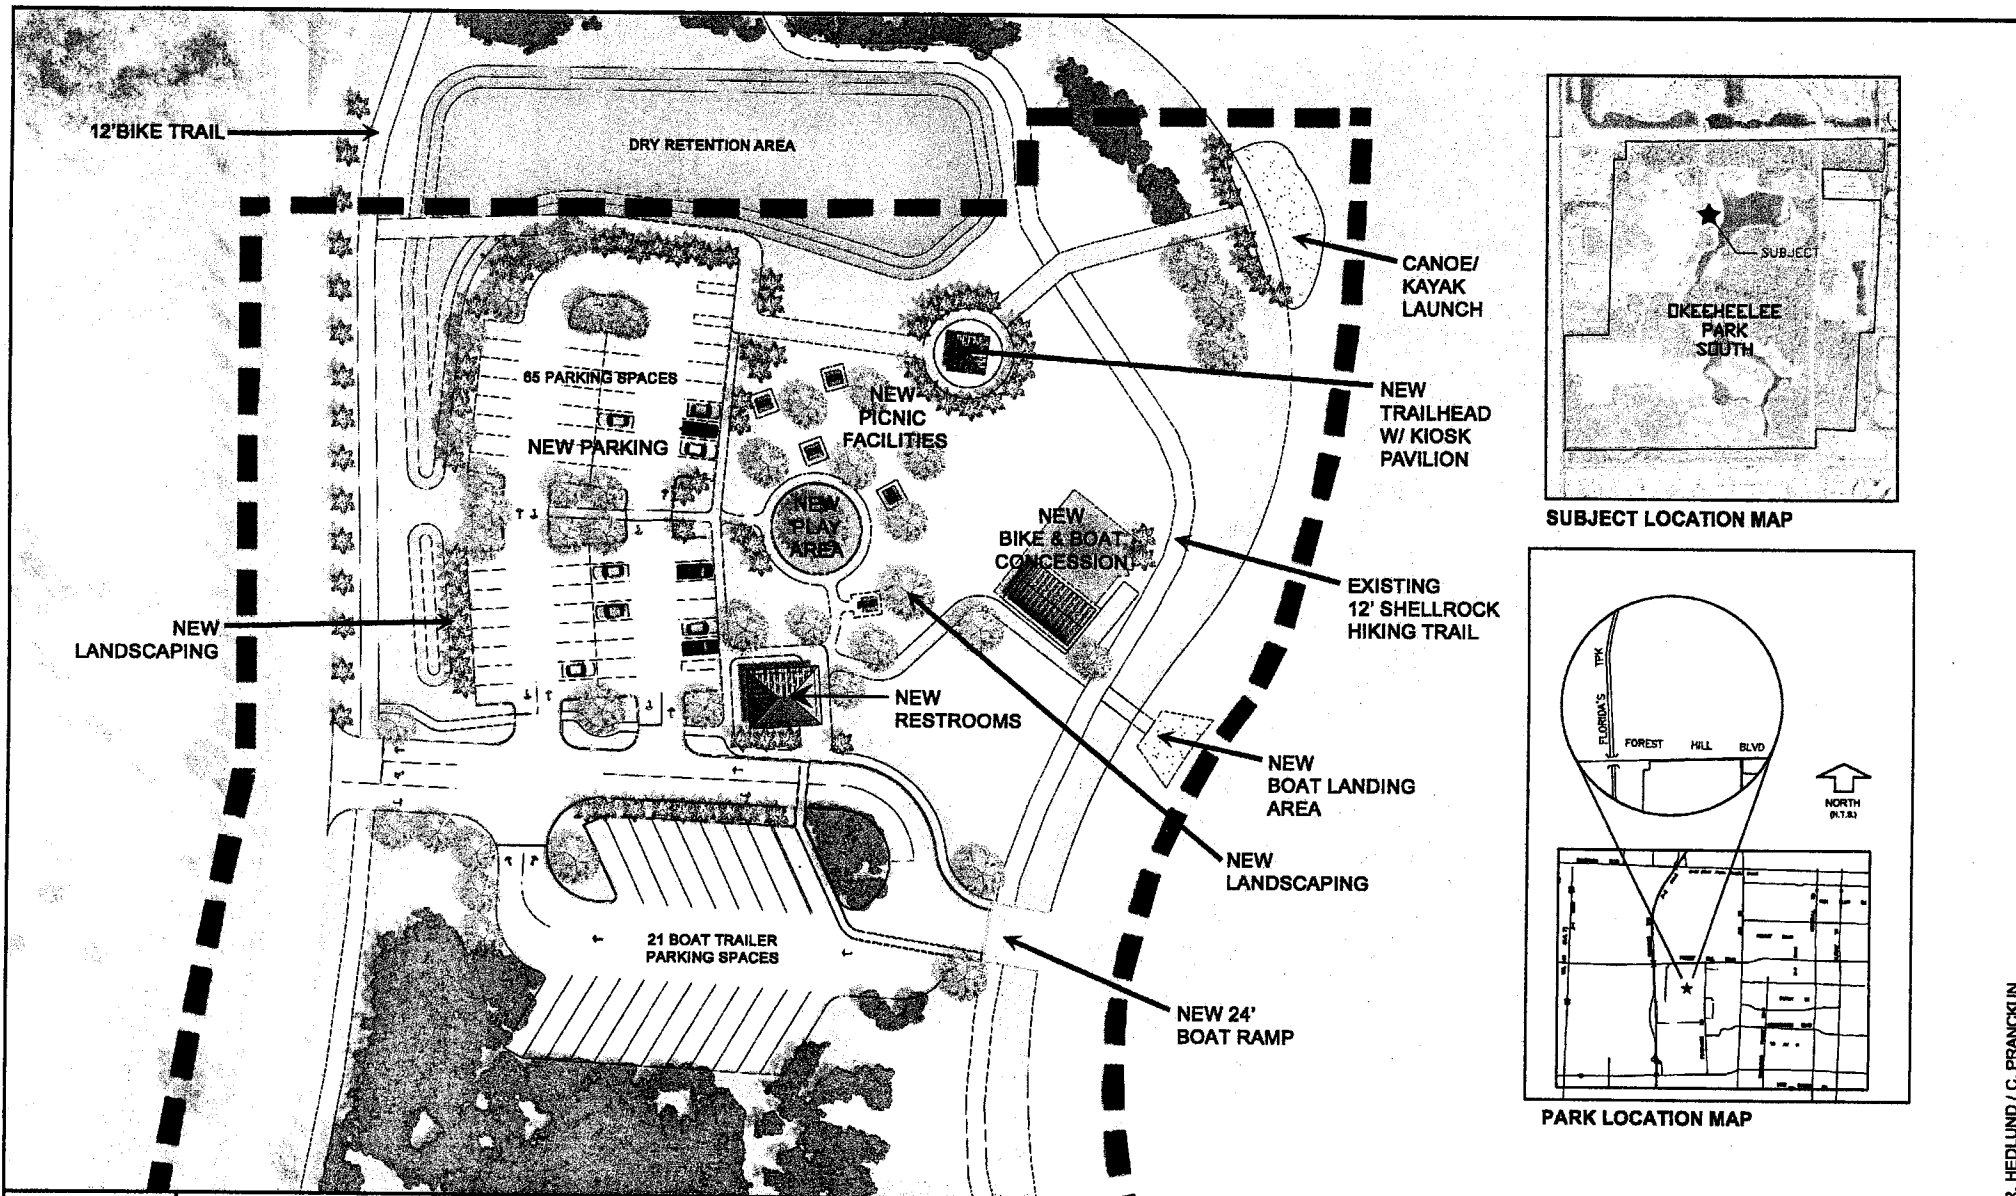 12'BIKE TRAIL
DRY RETENTION AREA
CANOE/
KAYAK
LAUNCH
65 PARKING SPACES
NEW PARKING
NEW
PICNIC
FACILITIES
NEW
TRAILHEAD
W/ KIOSK
PAVILION
NEW
PLAY
AREA
NEW
BIKE & BOAT
CONCESSION
EXISTING
12' SHELLROCK
HIKING TRAIL
NEW
LANDSCAPING
NEW
RESTROOMS
NEW
BOAT LANDING
AREA
NEW
LANDSCAPING
21 BOAT TRAILER
PARKING SPACES
NEW 24'
BOAT RAMP
SUBJECT
OKEEHEELEE
PARK
SOUTH
SUBJECT LOCATION MAP
FLORIDA'S TPK
FOREST HILL BLVD
NORTH
(N.T.S.)
PARK LOCATION MAP
HEDLUND / C. PRANCKUN